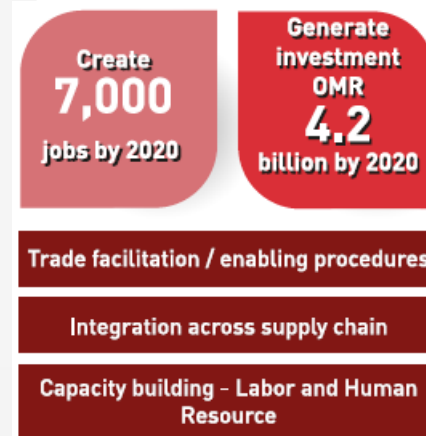 Create
7,000
jobs by 2020
Generate
investment
OMR
4.2
billion by 2020
Trade facilitation / enabling procedures
Integration across supply chain
Capacity building - Labor and Human
Resource